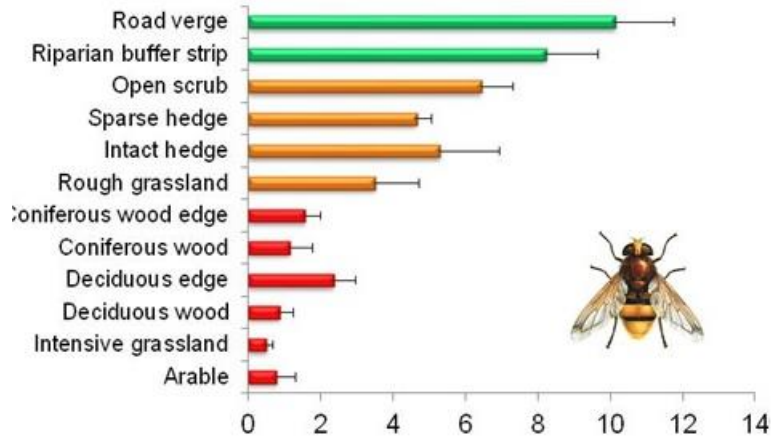 Road verge
Riparian buffer strip
Open scrub
Sparse hedge
Intact hedge
Rough grassland
Coniferous wood edge
Coniferous wood
Deciduous edge
Deciduous wood
Intensive grassland
Arable
0 2 4 6 8 10 12 14